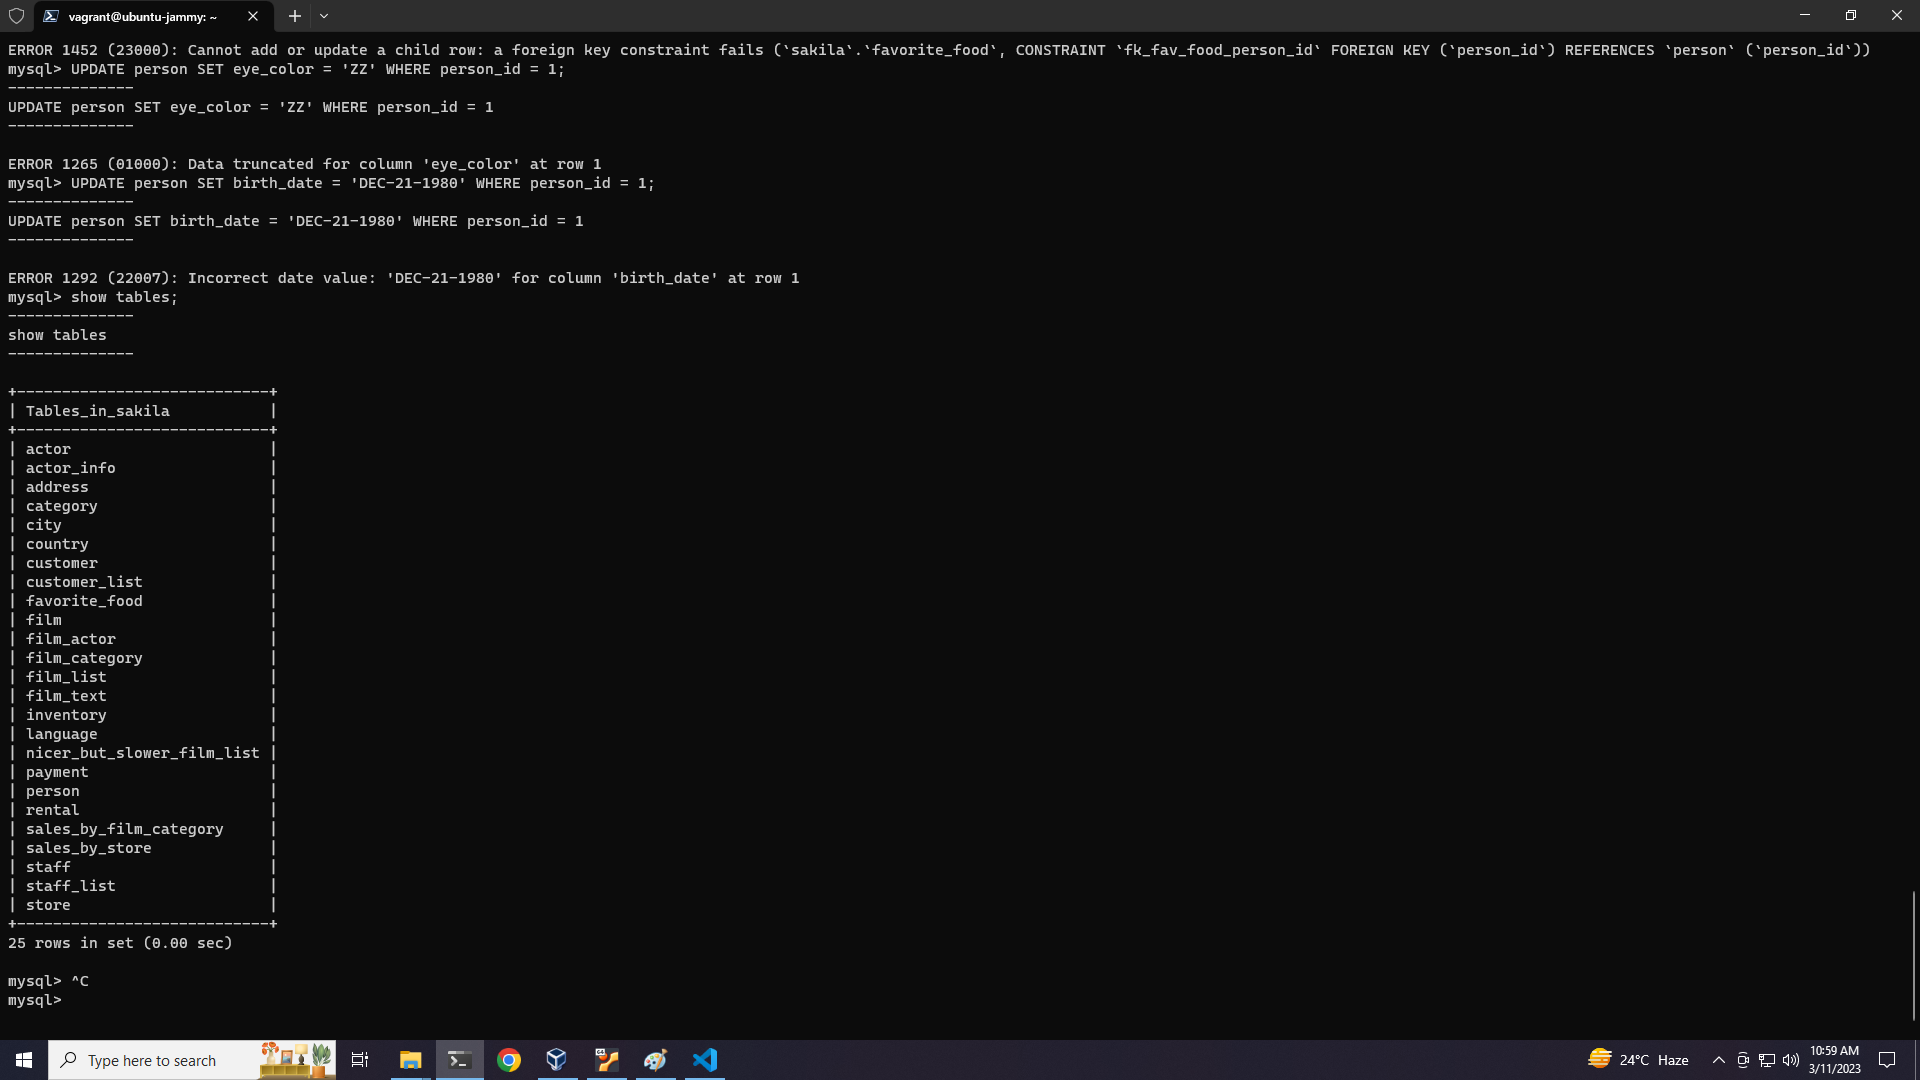 vagrant@ubuntu-jammy: ~
ERROR 1452 (23000): Cannot add or update a child row: a foreign key constraint fails (`sakila`.`favorite_food`, CONSTRAINT `fk_fav_food_person_id` FOREIGN KEY (`person_id`) REFERENCES `person` (`person_id`))
mysql> UPDATE person SET eye_color = 'ZZ' WHERE person_id = 1;
--------------
UPDATE person SET eye_color = 'ZZ' WHERE person_id = 1
--------------
ERROR 1265 (01000): Data truncated for column 'eye_color' at row 1
mysql> UPDATE person SET birth_date = 'DEC-21-1980' WHERE person_id = 1;
--------------
UPDATE person SET birth_date = 'DEC-21-1980' WHERE person_id = 1
--------------
ERROR 1292 (22007): Incorrect date value: 'DEC-21-1980' for column 'birth_date' at row 1
mysql> show tables;
--------------
show tables
--------------
+----------------------------+
| Tables_in_sakila           |
+----------------------------+
| actor                      |
| actor_info                 |
| address                    |
| category                   |
| city                       |
| country                    |
| customer                   |
| customer_list              |
| favorite_food              |
| film                       |
| film_actor                 |
| film_category              |
| film_list                  |
| film_text                  |
| inventory                  |
| language                   |
| nicer_but_slower_film_list |
| payment                    |
| person                     |
| rental                     |
| sales_by_film_category     |
| sales_by_store             |
| staff                      |
| staff_list                 |
| store                      |
+----------------------------+
25 rows in set (0.00 sec)
mysql> ^C
mysql>
Type here to search
24°C Haze
10:59 AM
3/11/2023